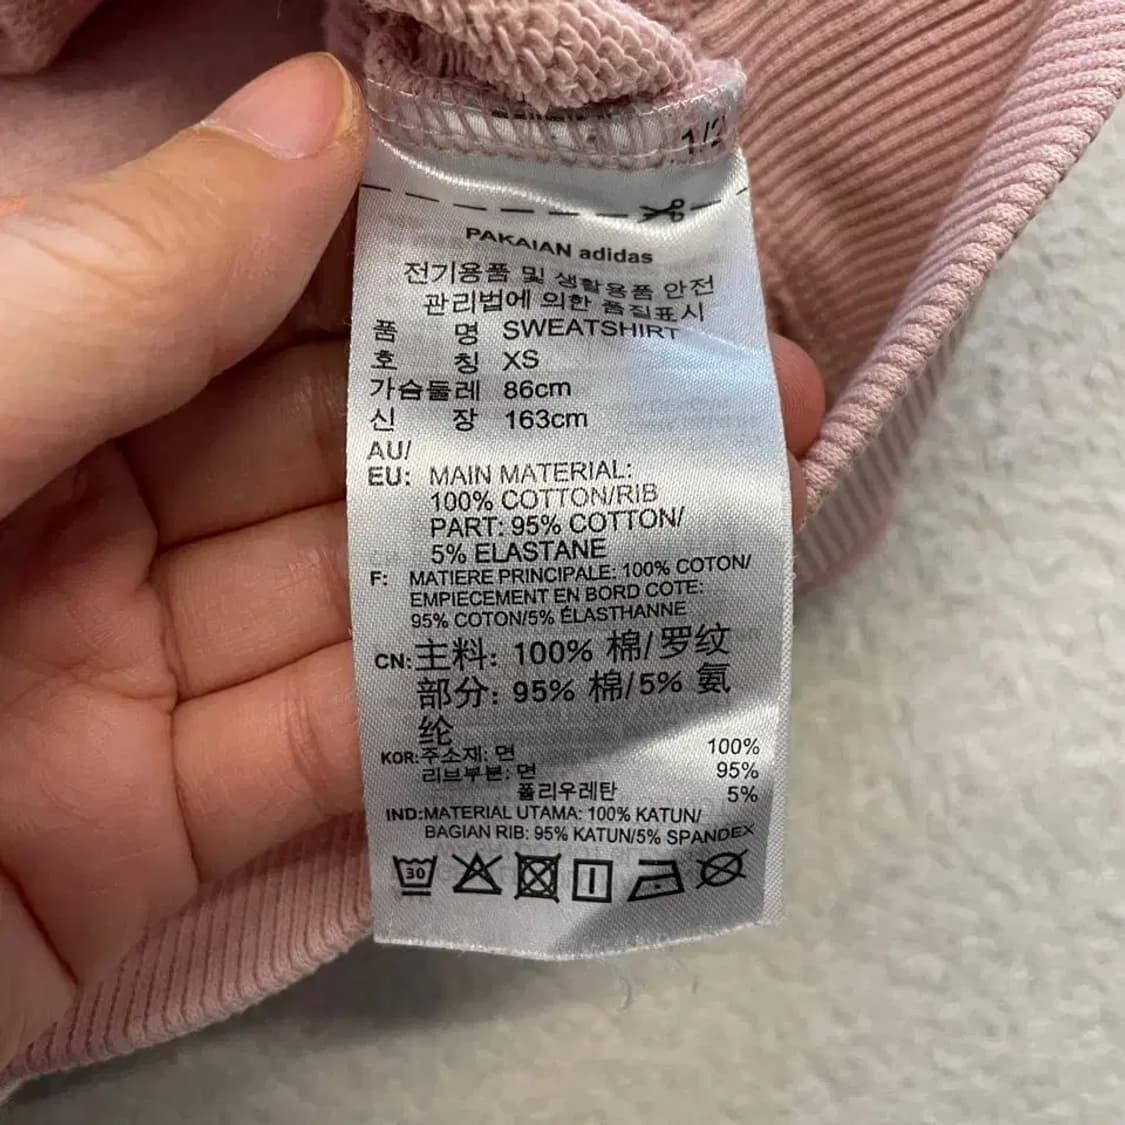 1/2
PAKAIAN adidas
전기용품 및 생활용품 안전
관리법에 의한 품질표시
품 명 SWEATSHIRT
호 칭 XS
가슴둘레 86cm
신 장 163cm
AU/
EU: MAIN MATERIAL:
100% COTTON/RIB
PART: 95% COTTON/
5% ELASTANE
F: MATIERE PRINCIPALE: 100% COTON/
EMPIECEMENT EN BORD COTE:
95% COTON/5% ÉLASTHANNE
CN: 主料: 100% 棉/罗纹
部分: 95% 棉/5% 氨
纶
KOR: 주소재: 면 100%
리브부분: 면 95%
폴리우레탄 5%
IND: MATERIAL UTAMA: 100% KATUN/
BAGIAN RIB: 95% KATUN/5% SPANDEX
30